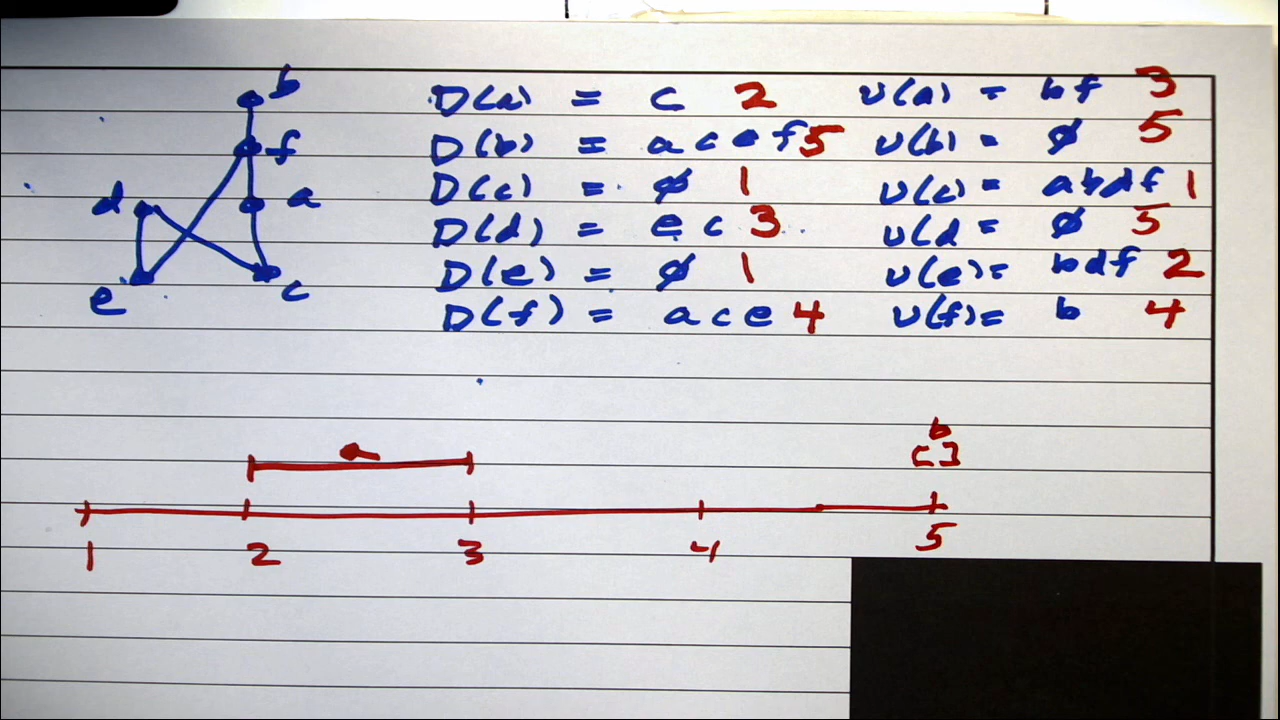 b
f
d
a
e
c
D(a) = c 2 U(a) = bf 3
D(b) = acef 5 U(b) = ∅ 5
D(c) = ∅ 1 U(c) = abdf 1
D(d) = ec 3 U(d = ∅ 5
D(e) = ∅ 1 U(e) = bdf 2
D(f) = ace 4 U(f) = b 4
b
a [ ]
1 2 3 4 5